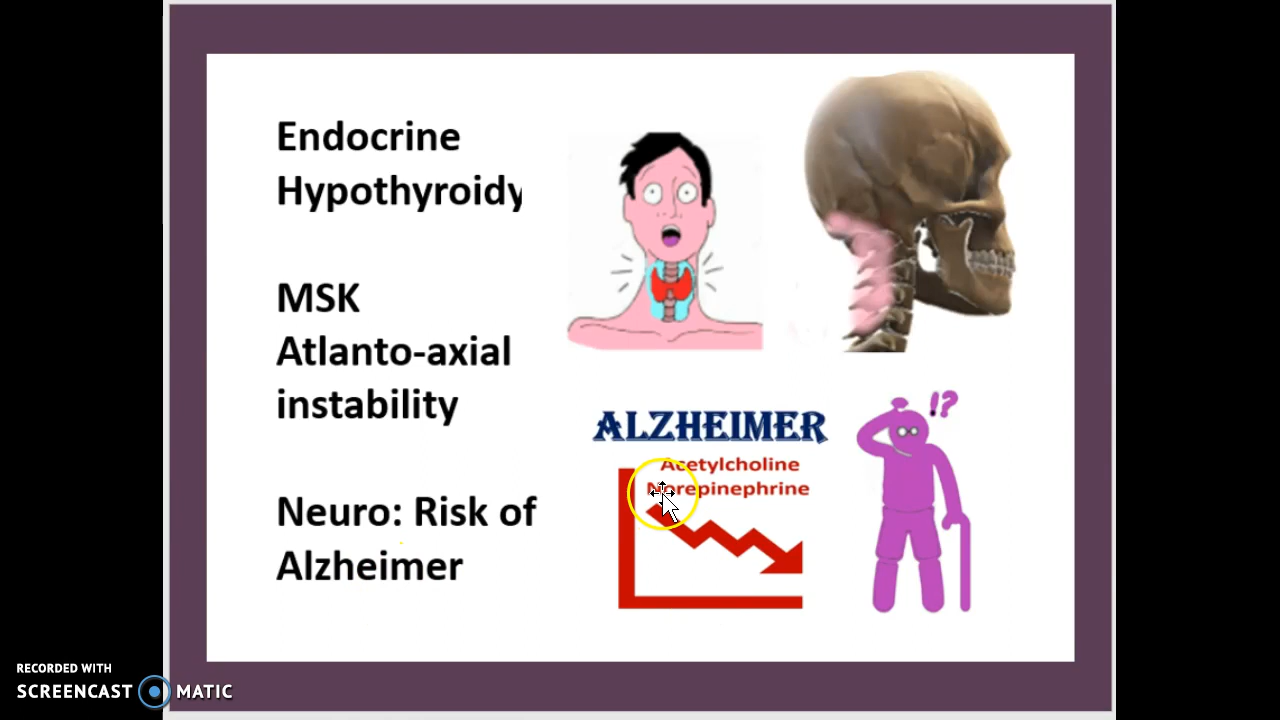 Endocrine
Hypothyroidy
MSK
Atlanto-axial
instability
Neuro: Risk of
Alzheimer
ALZHEIMER
Acetylcholine
Norepinephrine
!?
RECORDED WITH
SCREENCAST MATIC